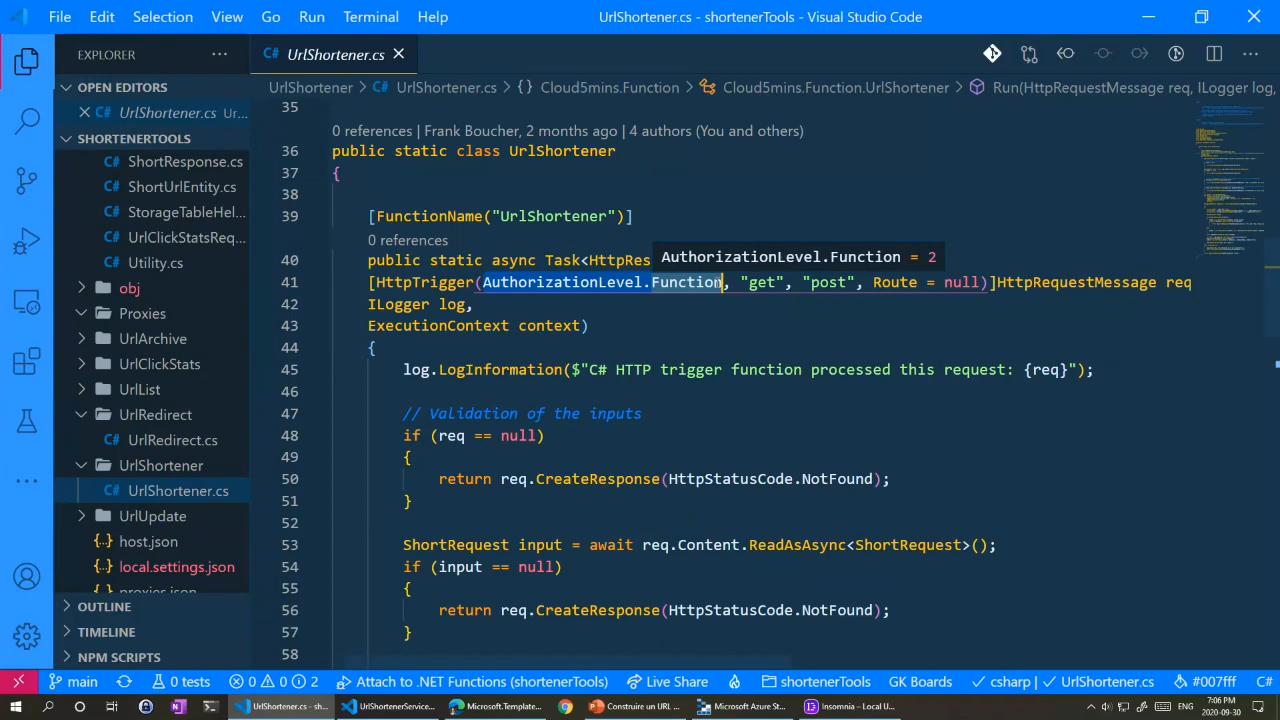 File Edit Selection View Go Run Terminal Help UrlShortener.cs - shortenerTools - Visual Studio Code
EXPLORER
OPEN EDITORS
UrlShortener.cs Ur...
SHORTENERTOOLS
C# ShortResponse.cs
C# ShortUrlEntity.cs
C# StorageTableHel...
C# UrlClickStatsReq...
C# Utility.cs
obj
Proxies
UrlArchive
UrlClickStats
UrlList
UrlRedirect
C# UrlRedirect.cs
UrlShortener
C# UrlShortener.cs
UrlUpdate
{··} host.json
{··} local.settings.json
{··} proxies.json
OUTLINE
TIMELINE
NPM SCRIPTS
C# UrlShortener.cs
UrlShortener > C# UrlShortener.cs > {} Cloud5mins.Function > Cloud5mins.Function.UrlShortener > Run(HttpRequestMessage req, ILogger log,
35
0 references | Frank Boucher, 2 months ago | 4 authors (You and others)
36 public static class UrlShortener
37 {
38
39 [FunctionName("UrlShortener")]
0 references
AuthorizationLevel.Function = 2
40 public static async Task<HttpRes
41 [HttpTrigger(AuthorizationLevel.Function, "get", "post", Route = null)]HttpRequestMessage req
42 ILogger log,
43 ExecutionContext context)
44 {
45 log.LogInformation($"C# HTTP trigger function processed this request: {req}");
46
47 // Validation of the inputs
48 if (req == null)
49 {
50 return req.CreateResponse(HttpStatusCode.NotFound);
51 }
52
53 ShortRequest input = await req.Content.ReadAsAsync<ShortRequest>();
54 if (input == null)
55 {
56 return req.CreateResponse(HttpStatusCode.NotFound);
57 }
58
main 0 tests 0 0 2 Attach to .NET Functions (shortenerTools) Live Share shortenerTools GK Boards csharp | UrlShortener.cs #007fff C#
UrlShortener.cs - sh... UrlShortenerService... Microsoft.Template... Construire un URL ... Microsoft Azure Sto... Insomnia – Local U... 7:06 PM
2020-09-30